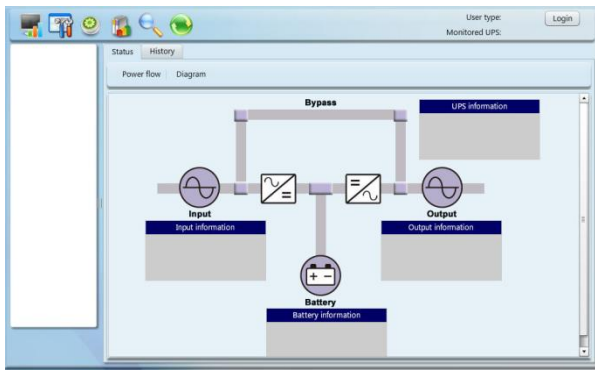 User type:
Login
Monitored UPS:
Status History
Power flow Diagram
Bypass
UPS information
Input
Output
Input information
Output information
Battery
Battery information